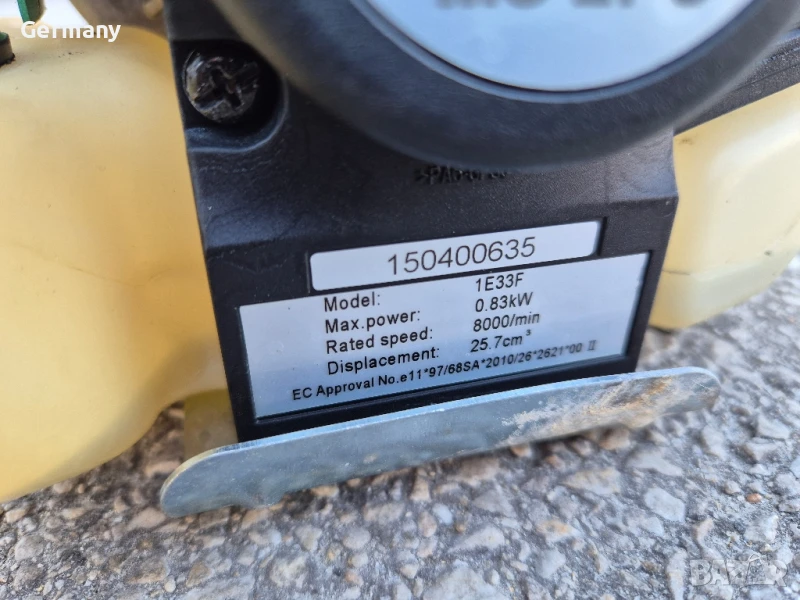 Germany
150400635
Model: 1E33F
Max.power: 0.83kW
Rated speed: 8000/min
Displacement: 25.7cm³
EC Approval No.e11*97/68SA*2010/26*2621*00 II